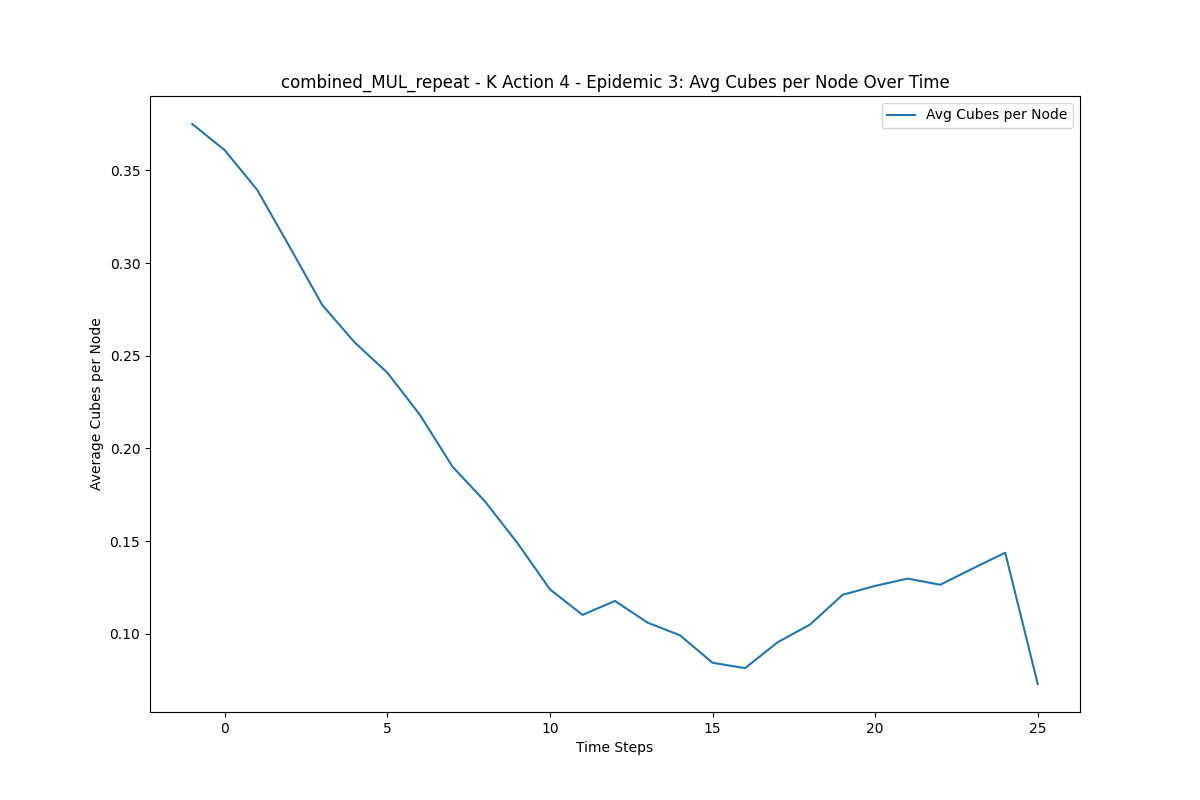 combined_MUL_repeat - K Action 4 - Epidemic 3: Avg Cubes per Node Over Time
Avg Cubes per Node
Average Cubes per Node
0.35
0.30
0.25
0.20
0.15
0.10
0 5 10 15 20 25
Time Steps